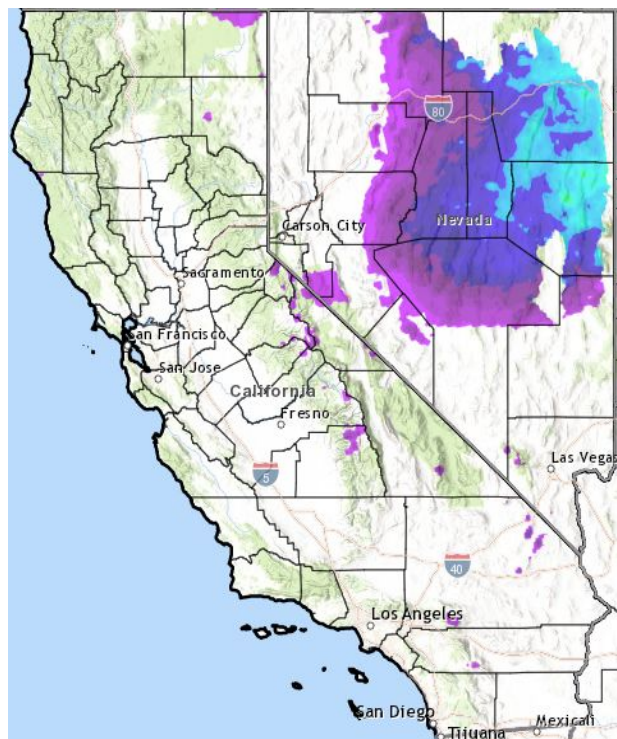 80
Nevada
Carson City
Sacramento
San Francisco
San Jose
California
Fresno
5
Las Vegas
40
Los Angeles
San Diego
Tijuana
Mexicali